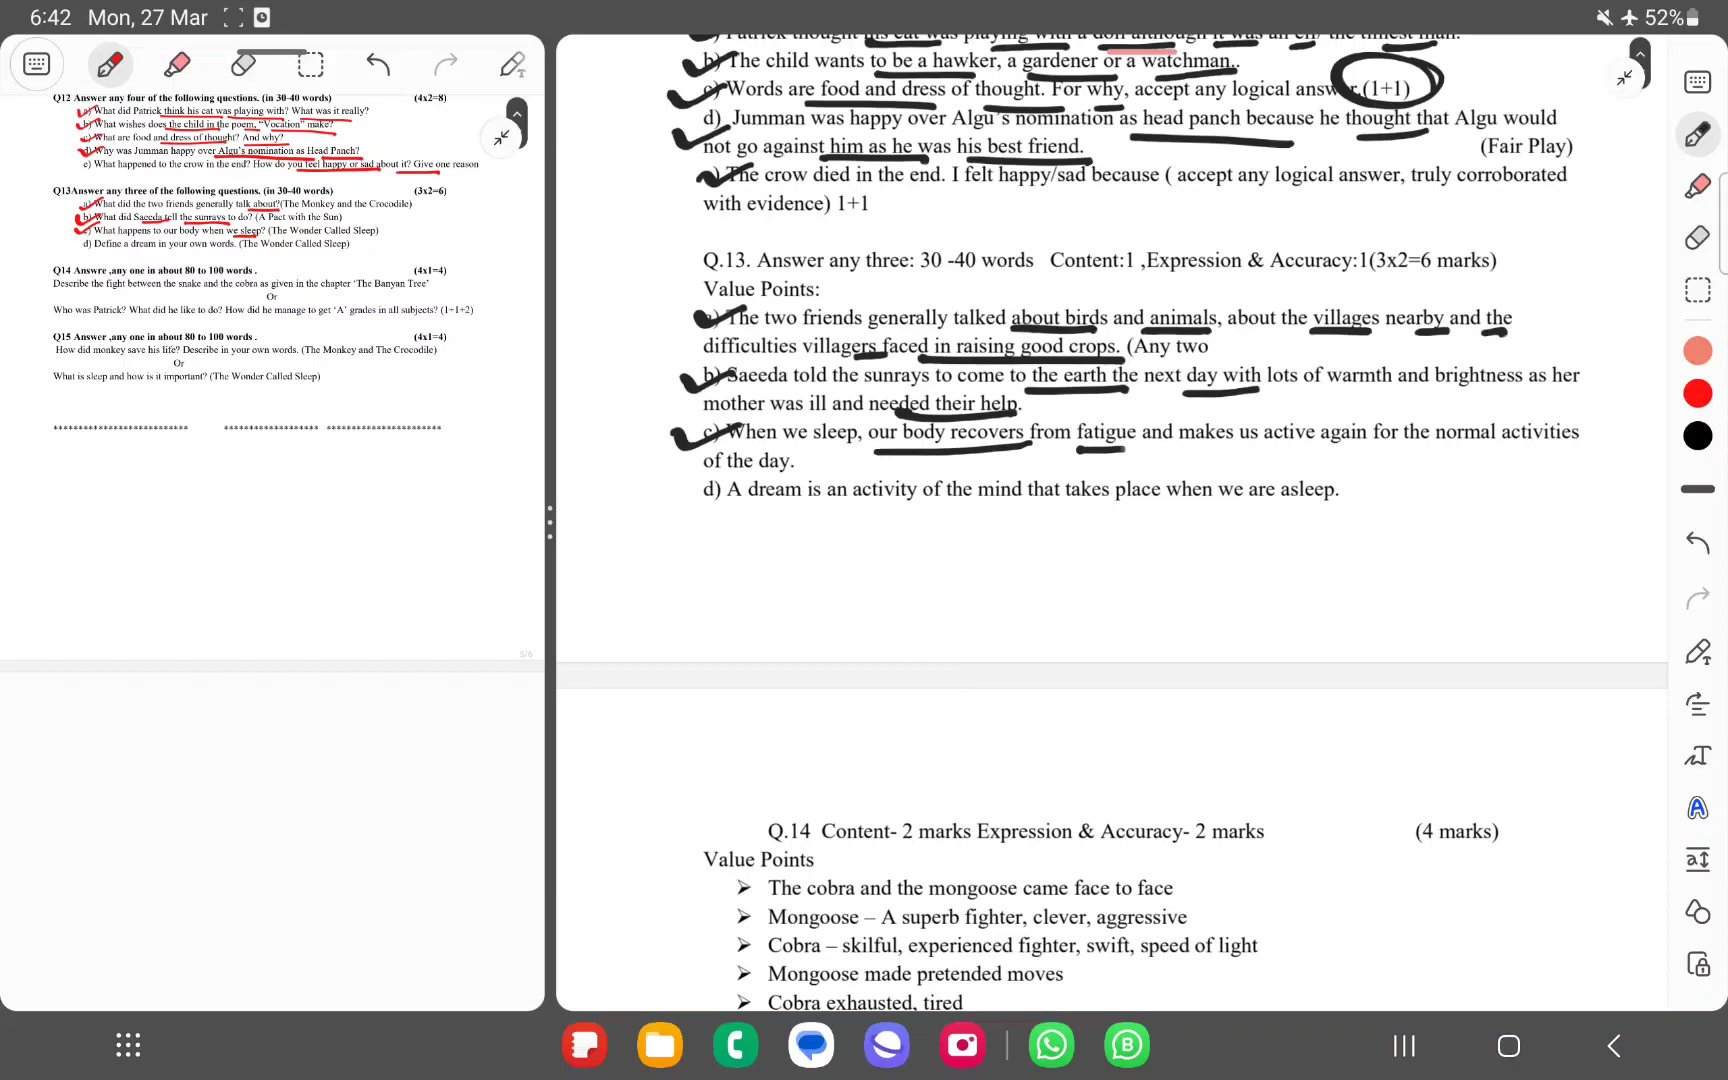 6:42 Mon, 27 Mar
52%
Q12 Answer any four of the following questions. (in 30-40 words) (4x2=8)
a) What did Patrick think his cat was playing with? What was it really?
b) What wishes does the child in the poem, "Vocation" make?
c) What are food and dress of thought? And why?
d) Why was Jumman happy over Algu's nomination as Head Panch?
e) What happened to the crow in the end? How do you feel happy or sad about it? Give one reason
Q13Answer any three of the following questions. (in 30-40 words) (3x2=6)
a) What did the two friends generally talk about?(The Monkey and the Crocodile)
b) What did Saeeda tell the sunrays to do? (A Pact with the Sun)
c) What happens to our body when we sleep? (The Wonder Called Sleep)
d) Define a dream in your own words. (The Wonder Called Sleep)
Q14 Answre ,any one in about 80 to 100 words . (4x1=4)
Describe the fight between the snake and the cobra as given in the chapter 'The Banyan Tree'
Or
Who was Patrick? What did he like to do? How did he manage to get 'A' grades in all subjects? (1+1+2)
Q15 Answer ,any one in about 80 to 100 words . (4x1=4)
How did monkey save his life? Describe in your own words. (The Monkey and The Crocodile)
Or
What is sleep and how is it important? (The Wonder Called Sleep)
*************************** ******************* ***********************
5/6
Patrick thought his cat was playing with a doll although it was an elf/ the tiniest man.
b) The child wants to be a hawker, a gardener or a watchman..
c) Words are food and dress of thought. For why, accept any logical answer.(1+1)
d) Jumman was happy over Algu's nomination as head panch because he thought that Algu would
not go against him as he was his best friend. (Fair Play)
The crow died in the end. I felt happy/sad because ( accept any logical answer, truly corroborated
with evidence) 1+1
Q.13. Answer any three: 30 -40 words Content:1 ,Expression & Accuracy:1(3x2=6 marks)
Value Points:
a) The two friends generally talked about birds and animals, about the villages nearby and the
difficulties villagers faced in raising good crops. (Any two
b) Saeeda told the sunrays to come to the earth the next day with lots of warmth and brightness as her
mother was ill and needed their help.
c) When we sleep, our body recovers from fatigue and makes us active again for the normal activities
of the day.
d) A dream is an activity of the mind that takes place when we are asleep.
Q.14 Content- 2 marks Expression & Accuracy- 2 marks (4 marks)
Value Points
➢ The cobra and the mongoose came face to face
➢ Mongoose – A superb fighter, clever, aggressive
➢ Cobra – skilful, experienced fighter, swift, speed of light
➢ Mongoose made pretended moves
➢ Cobra exhausted, tired